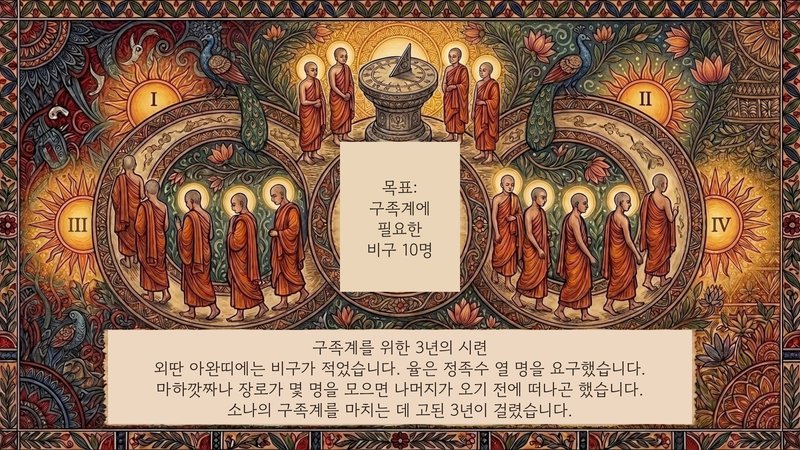 I
II
III
IV
목표:
구족계에
필요한
비구 10명
구족계를 위한 3년의 시련
외딴 아완띠에는 비구가 적었습니다. 율은 정족수 열 명을 요구했습니다.
마하깟짜나 장로가 몇 명을 모으면 나머지가 오기 전에 떠나곤 했습니다.
소나의 구족계를 마치는 데 고된 3년이 걸렸습니다.